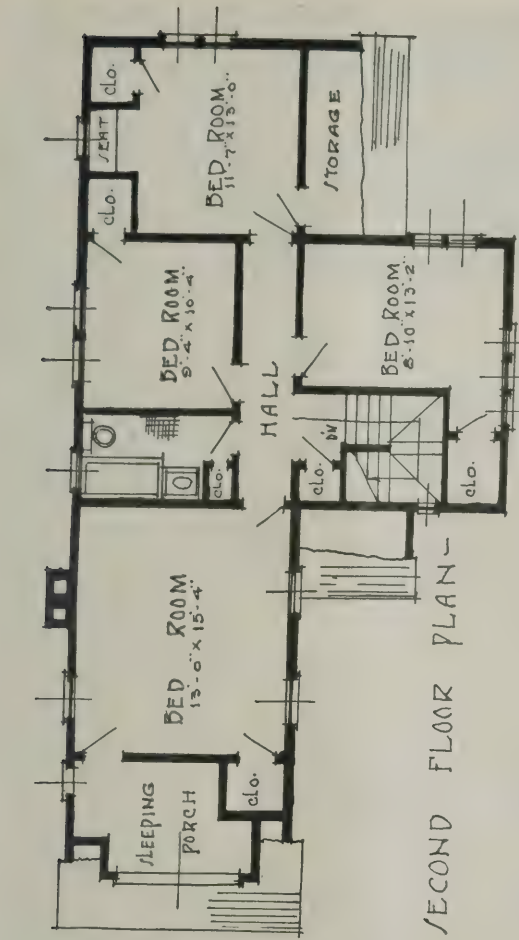 CLO.
SEAT
CLO.
BED ROOM
11'-7" X 13'-0"
STORAGE
BED ROOM
9'-4" X 10'-4"
BED ROOM
8'-10" X 13'-2"
HALL
DN
CLO.
CLO.
CLO.
BED ROOM
13'-0" X 15'-4"
SLEEPING
PORCH
CLO.
SECOND FLOOR PLAN-